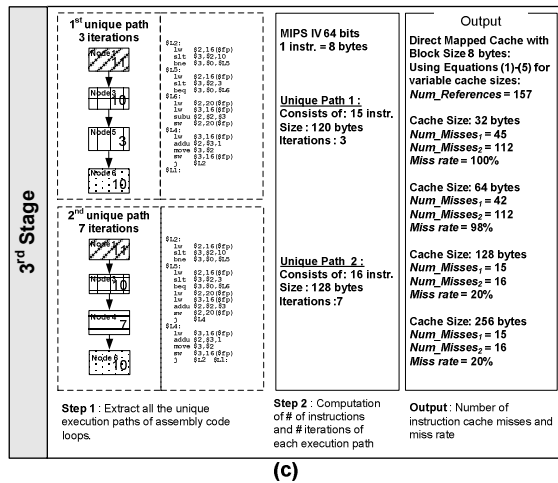 3rd Stage
1st unique path
3 iterations
Node 1
11
Node 3
10
Node 5
3
Node 6
10
$L2:
lw $2,16($fp)
slt $3,$2,10
bne $3,$0,$L5
$L5:
lw $2,16($fp)
slt $3,$2,3
beq $3,$0,$L6
$L6:
lw $2,20($fp)
lw $3,16($fp)
subu $2,$2,$3
sw $2,20($fp)
$L4:
lw $3,16($fp)
addu $2,$3,1
move $3,$2
sw $3,16($fp)
j $L2
$L1:
2nd unique path
7 iterations
Node 1
11
10
Node 4
7
Node 6
10
$L2:
lw $2,16($fp)
slt $3,$2,10
bne $3,$0,$L5
$L5:
lw $2,16($fp)
slt $3,$2,3
beq $3,$0,$L6
lw $2,20($fp)
lw $3,16($fp)
addu $2,$2,$3
sw $2,20($fp)
j $L4
$L4:
lw $3,16($fp)
addu $2,$3,1
move $3,$2
sw $3,16($fp)
j $L2 $L1:
Step 1 : Extract all the unique
execution paths of assembly code
loops.
MIPS IV 64 bits
1 instr. = 8 bytes
Unique Path 1 :
Consists of: 15 instr.
Size : 120 bytes
Iterations : 3
Unique Path 2 :
Consists of: 16 instr.
Size : 128 bytes
Iterations :7
Step 2 : Computation
of # of instructions
and # iterations of
each execution path
Output
Direct Mapped Cache with
Block Size 8 bytes:
Using Equations (1)-(5) for
variable cache sizes:
Num_References = 157
Cache Size: 32 bytes
Num_Misses1 = 45
Num_Misses2 = 112
Miss rate = 100%
Cache Size: 64 bytes
Num_Misses1 = 42
Num_Misses2 = 112
Miss rate = 98%
Cache Size: 128 bytes
Num_Misses1 = 15
Num_Misses2 = 16
Miss rate = 20%
Cache Size: 256 bytes
Num_Misses1 = 15
Num_Misses2 = 16
Miss rate = 20%
Output : Number of
instruction cache misses and
miss rate
(c)